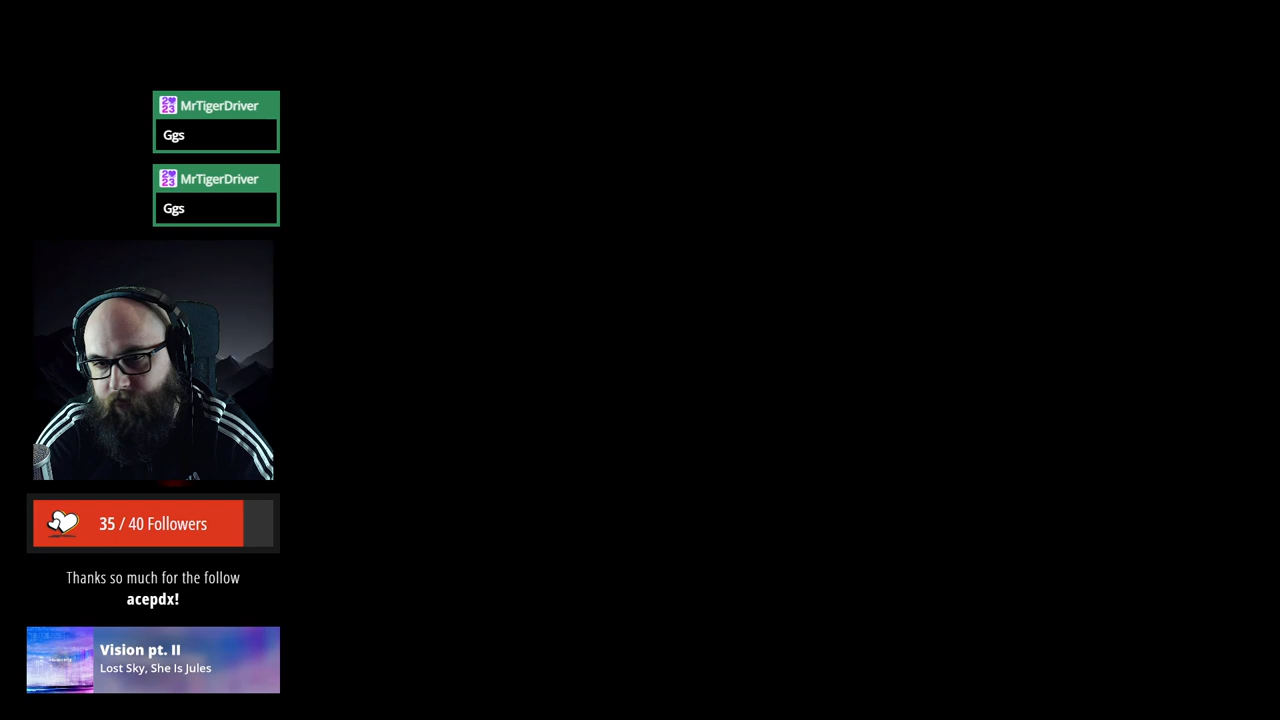 MrTigerDriver
Ggs
MrTigerDriver
Ggs
35 / 40 Followers
Thanks so much for the follow
acepdx!
Vision pt. II
Lost Sky, She Is Jules